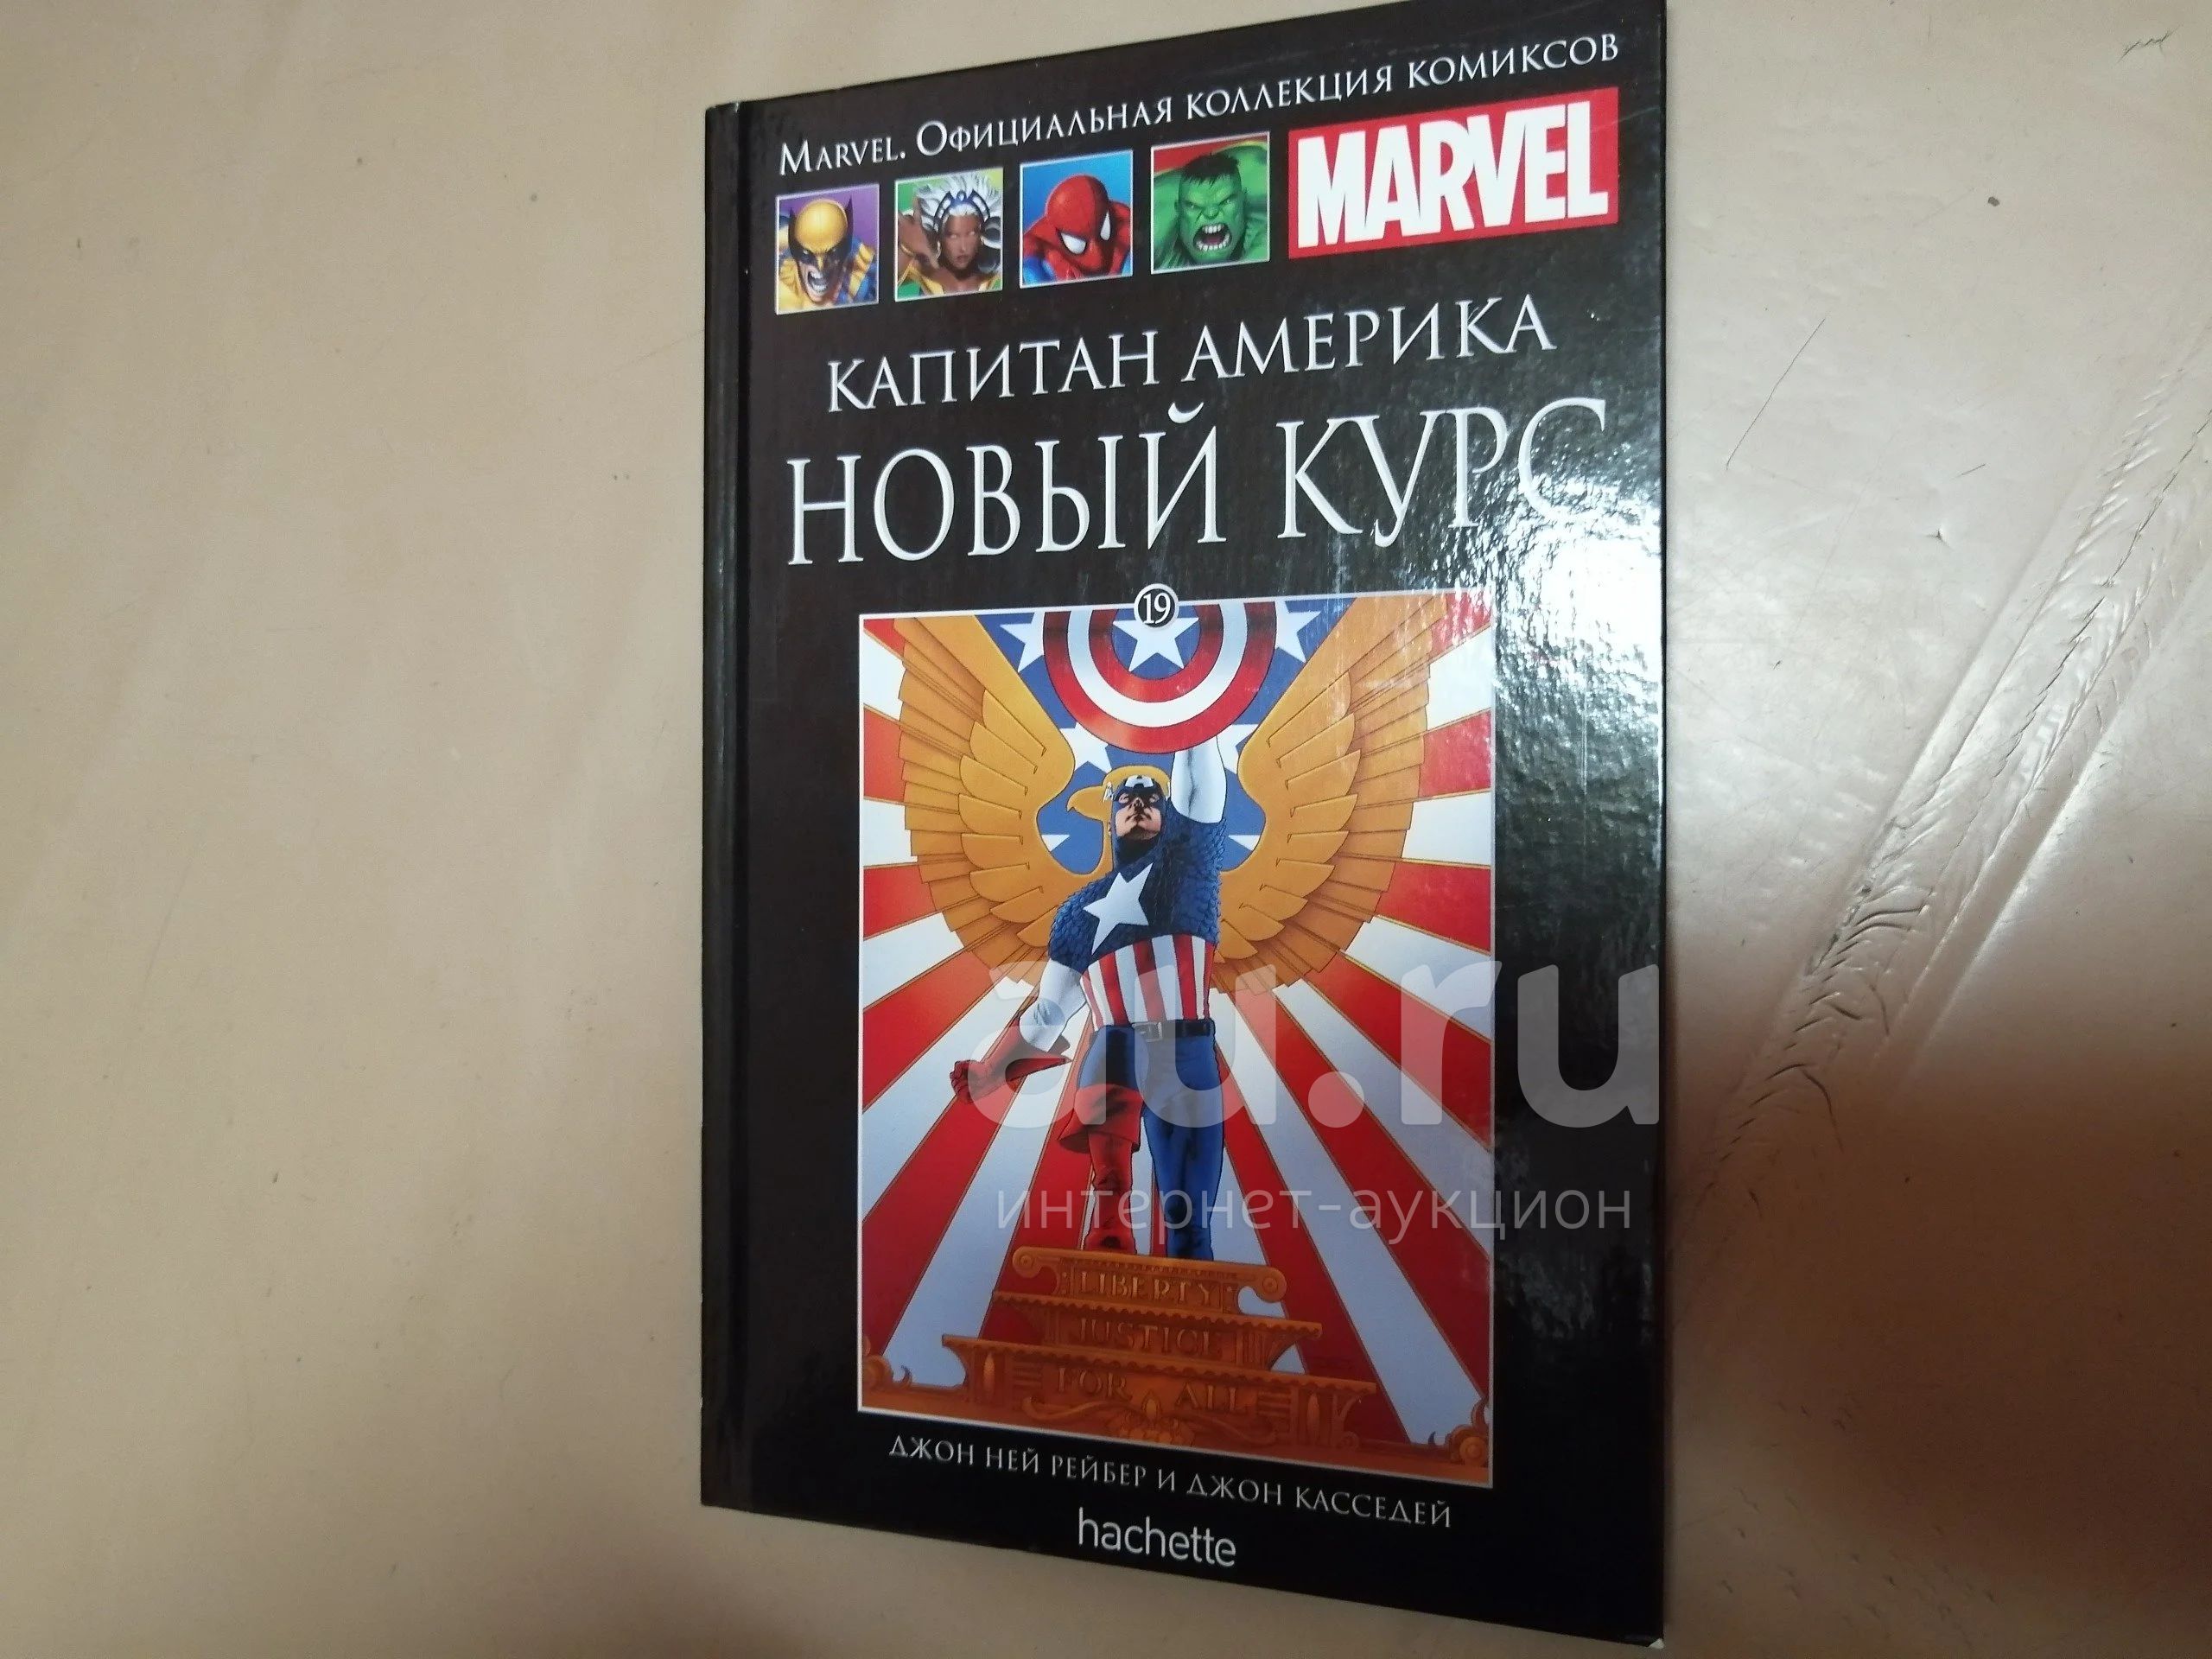 Marvel. Официальная коллекция комиксов
MARVEL
КАПИТАН АМЕРИКА
НОВЫЙ КУРС
19
LIBERTY
JUSTICE
FOR ALL
ДЖОН НЕЙ РЕЙБЕР И ДЖОН КАССЕДЕЙ
hachette
au.ru
интернет-аукцион